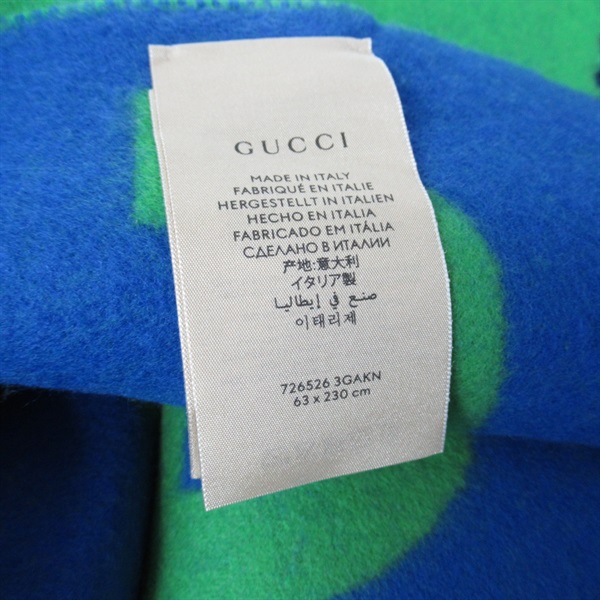 GUCCI
MADE IN ITALY
FABRIQUÉ EN ITALIE
HERGESTELLT IN ITALIEN
HECHO EN ITALIA
FABRICADO EM ITÁLIA
СДЕЛАНО В ИТАЛИИ
产地:意大利
イタリア製
صنع في إيطاليا
이태리제
726526 3GAKN
63 x 230 cm